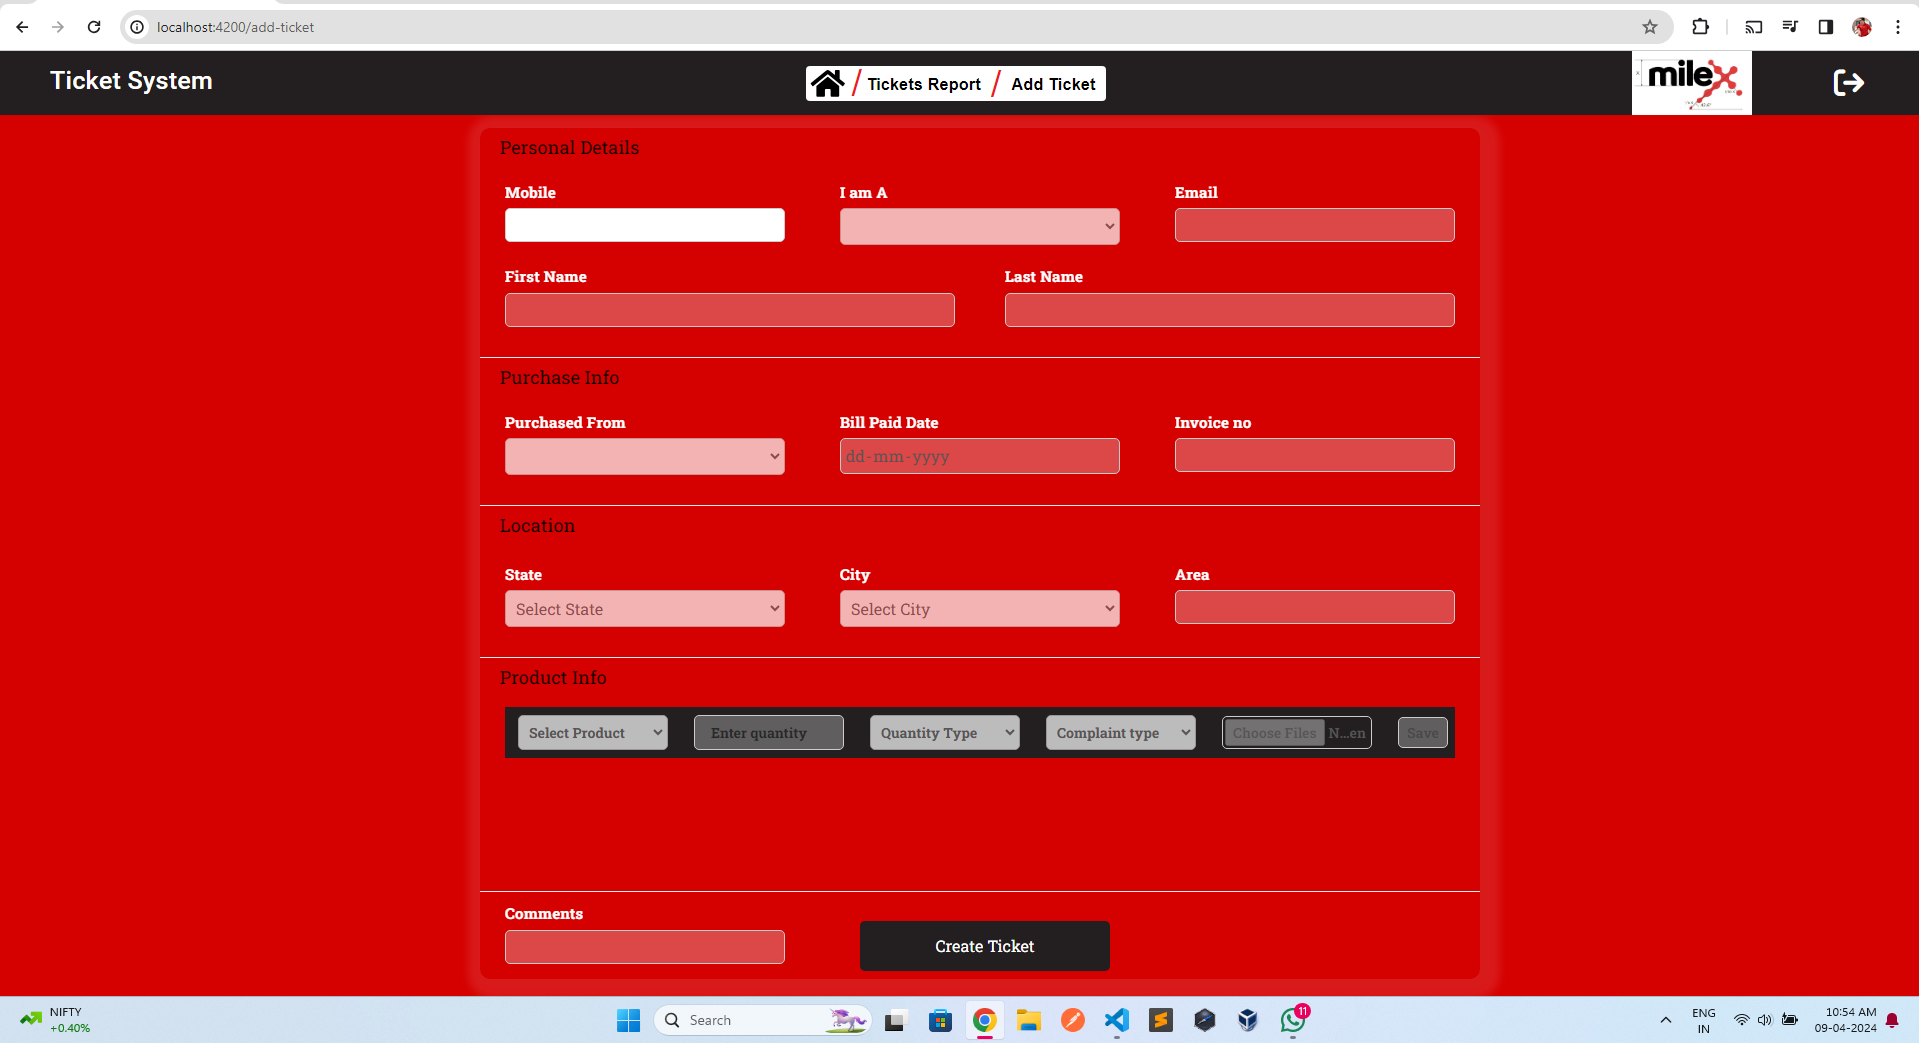 localhost:4200/add-ticket
Ticket System
Tickets Report
Add Ticket
milex
Personal Details
Mobile
I am A
Email
First Name
Last Name
Purchase Info
Purchased From
Bill Paid Date
Invoice no
dd-mm-yyyy
Location
State
City
Area
Select State
Select City
Product Info
Select Product
Enter quantity
Quantity Type
Complaint type
Choose Files
N...en
Save
Comments
Create Ticket
NIFTY
+0.40%
Search
11
ENG
IN
10:54 AM
09-04-2024